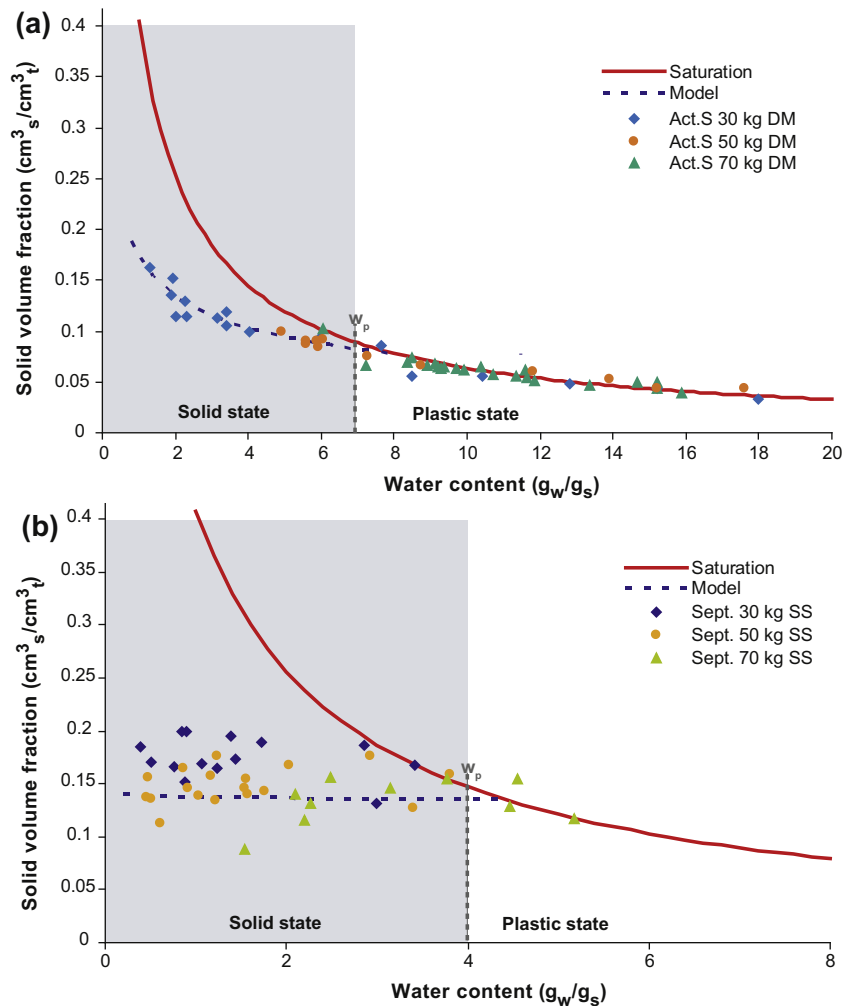 (a)
Solid volume fraction (cm³ₛ/cm³ₜ)
0.4
0.35
0.3
0.25
0.2
0.15
0.1
0.05
0
Saturation
Model
Act.S 30 kg DM
Act.S 50 kg DM
Act.S 70 kg DM
wₚ
Solid state
Plastic state
2 4 6 8 10 12 14 16 18 20
Water content (g_w/g_s)
(b)
Solid volume fraction (cm³ₛ/cm³ₜ)
0.4
0.35
0.3
0.25
0.2
0.15
0.1
0.05
0
Saturation
Model
Sept. 30 kg SS
Sept. 50 kg SS
Sept. 70 kg SS
wₚ
Solid state
Plastic state
0 2 4 6 8
Water content (g_w/g_s)